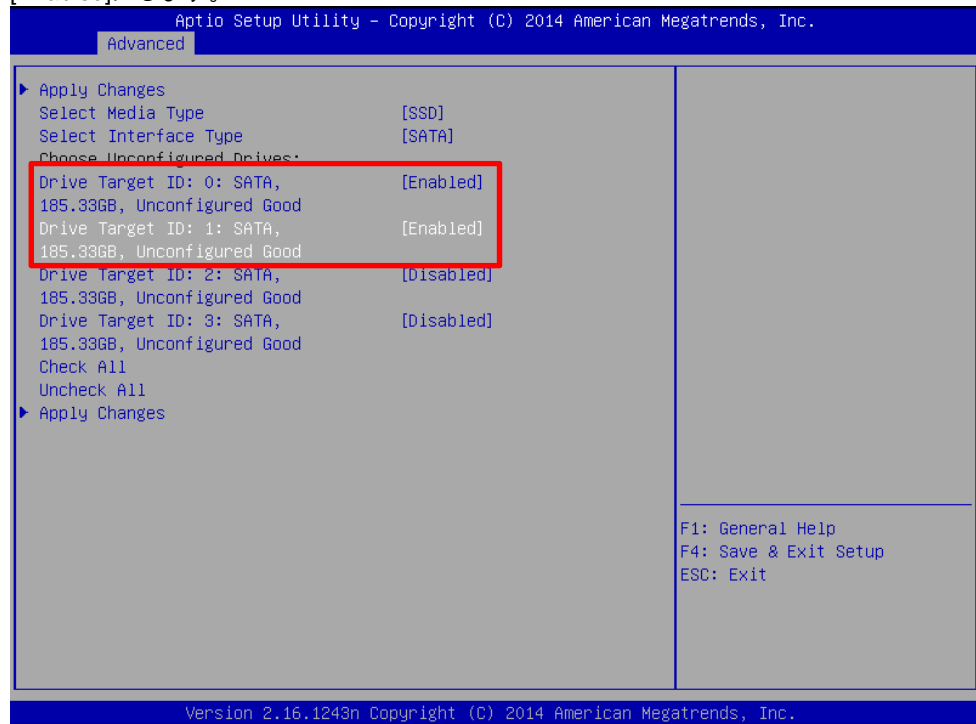 Aptio Setup Utility – Copyright (C) 2014 American Megatrends, Inc.
Advanced
Apply Changes
Select Media Type [SSD]
Select Interface Type [SATA]
Choose Unconfigured Drives:
Drive Target ID: 0: SATA, [Enabled]
185.33GB, Unconfigured Good
Drive Target ID: 1: SATA, [Enabled]
185.33GB, Unconfigured Good
Drive Target ID: 2: SATA, [Disabled]
185.33GB, Unconfigured Good
Drive Target ID: 3: SATA, [Disabled]
185.33GB, Unconfigured Good
Check All
Uncheck All
Apply Changes
F1: General Help
F4: Save & Exit Setup
ESC: Exit
Version 2.16.1243n Copyright (C) 2014 American Megatrends, Inc.